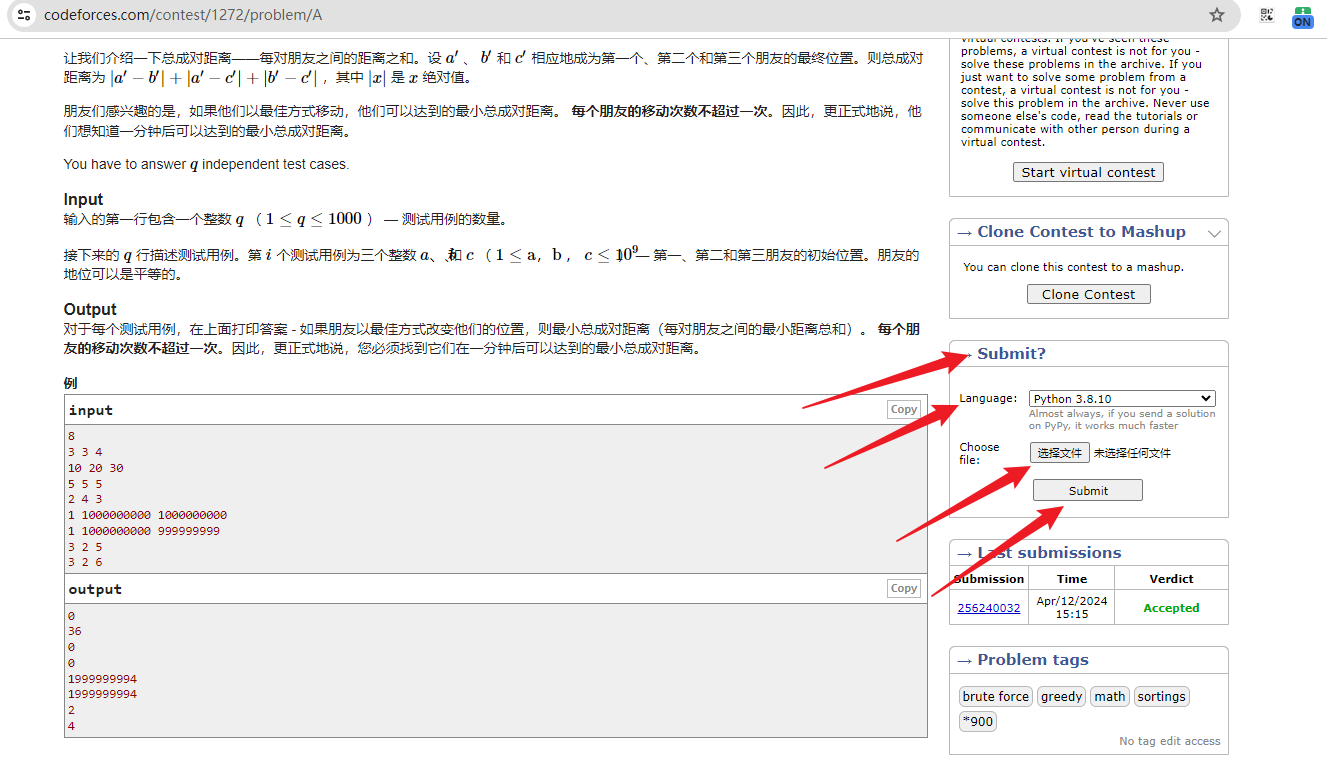 codeforces.com/contest/1272/problem/A
ON
让我们介绍一下总成对距离——每对朋友之间的距离之和。设 a′ 、 b′ 和 c′ 相应地成为第一个、第二个和第三个朋友的最终位置。则总成对
距离为 |a′ − b′| + |a′ − c′| + |b′ − c′| ，其中 |x| 是 x 绝对值。
朋友们感兴趣的是，如果他们以最佳方式移动，他们可以达到的最小总成对距离。 每个朋友的移动次数不超过一次。因此，更正式地说，他
们想知道一分钟后可以达到的最小总成对距离。
You have to answer q independent test cases.
Input
输入的第一行包含一个整数 q （ 1 ≤ q ≤ 1000 ） — 测试用例的数量。
接下来的 q 行描述测试用例。第 i 个测试用例为三个整数 a、b、和 c （ 1 ≤ a，b ， c ≤ 10⁹ ）— 第一、第二和第三朋友的初始位置。朋友的
地位可以是平等的。
Output
对于每个测试用例，在上面打印答案 - 如果朋友以最佳方式改变他们的位置，则最小总成对距离（每对朋友之间的最小距离总和）。 每个朋
友的移动次数不超过一次。因此，更正式地说，您必须找到它们在一分钟后可以达到的最小总成对距离。
例
input
Copy
8
3 3 4
10 20 30
5 5 5
2 4 3
1 1000000000 1000000000
1 1000000000 999999999
3 2 5
3 2 6
output
Copy
0
36
0
0
1999999994
1999999994
2
4
virtual contests. If you've seen these
problems, a virtual contest is not for you -
solve these problems in the archive. If you
just want to solve some problem from a
contest, a virtual contest is not for you -
solve this problem in the archive. Never use
someone else's code, read the tutorials or
communicate with other person during a
virtual contest.
Start virtual contest
→ Clone Contest to Mashup
You can clone this contest to a mashup.
Clone Contest
→ Submit?
Language:
Python 3.8.10
Almost always, if you send a solution
on PyPy, it works much faster
Choose
file:
选择文件 未选择任何文件
Submit
→ Last submissions
Submission Time Verdict
256240032 Apr/12/2024
15:15 Accepted
→ Problem tags
brute force greedy math sortings
*900
No tag edit access